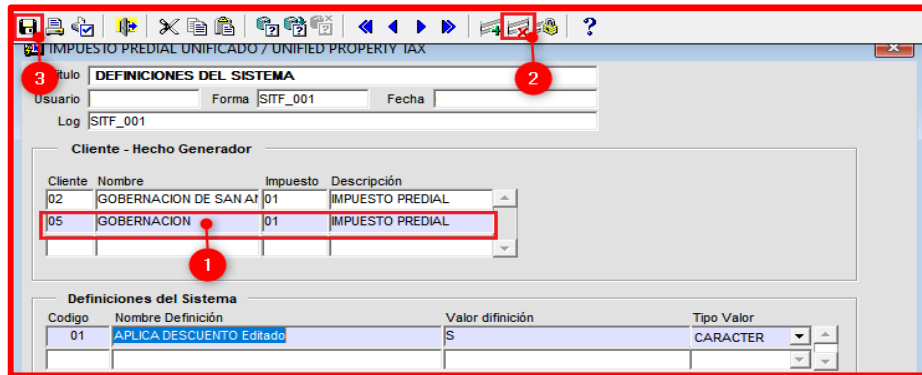 ?
IMPUESTO PREDIAL UNIFICADO / UNIFIED PROPERTY TAX
3 Titulo DEFINICIONES DEL SISTEMA 2
Usuario Forma SITF_001 Fecha
Log SITF_001
Cliente - Hecho Generador
Cliente Nombre Impuesto Descripción
02 GOBERNACION DE SAN AN 01 IMPUESTO PREDIAL
05 GOBERNACION 01 IMPUESTO PREDIAL
1
Definiciones del Sistema
Codigo Nombre Definición Valor difinición Tipo Valor
01 APLICA DESCUENTO Editado S CARACTER